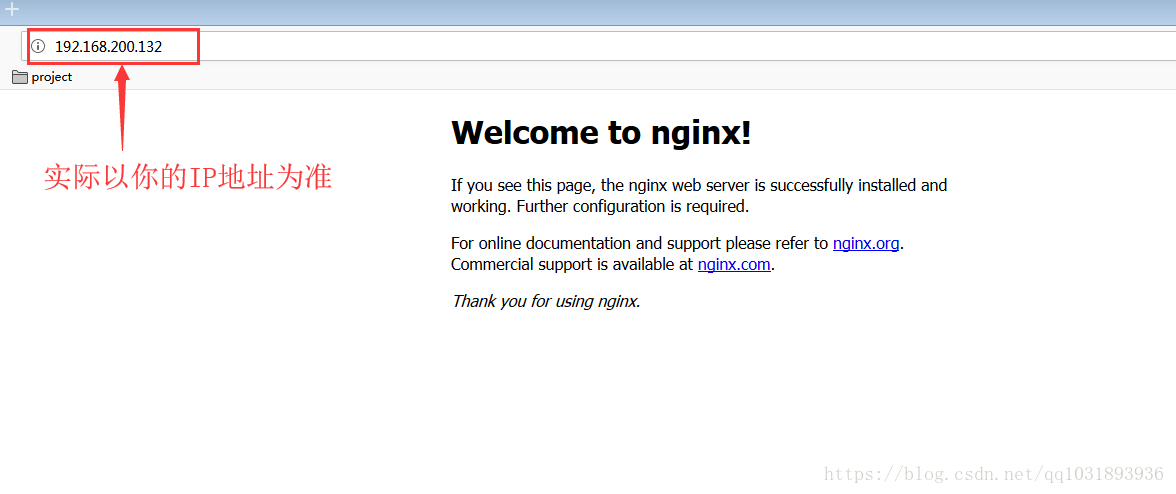 192.168.200.132
project
实际以你的IP地址为准
Welcome to nginx!
If you see this page, the nginx web server is successfully installed and
working. Further configuration is required.
For online documentation and support please refer to nginx.org.
Commercial support is available at nginx.com.
Thank you for using nginx.
https://blog.csdn.net/qq1031893936